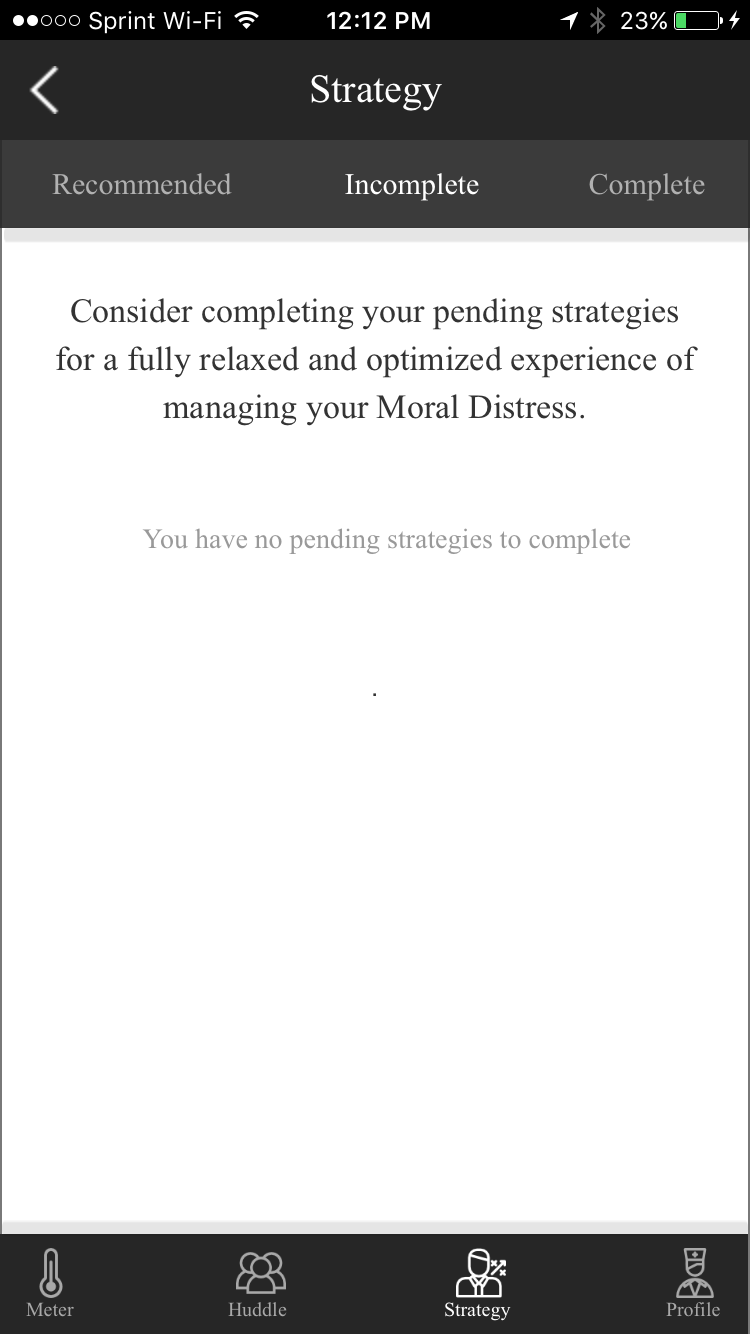 Sprint Wi-Fi 12:12 PM 23%
Strategy
Recommended Incomplete Complete
Consider completing your pending strategies
for a fully relaxed and optimized experience of
managing your Moral Distress.
You have no pending strategies to complete
.
Meter Huddle Strategy Profile